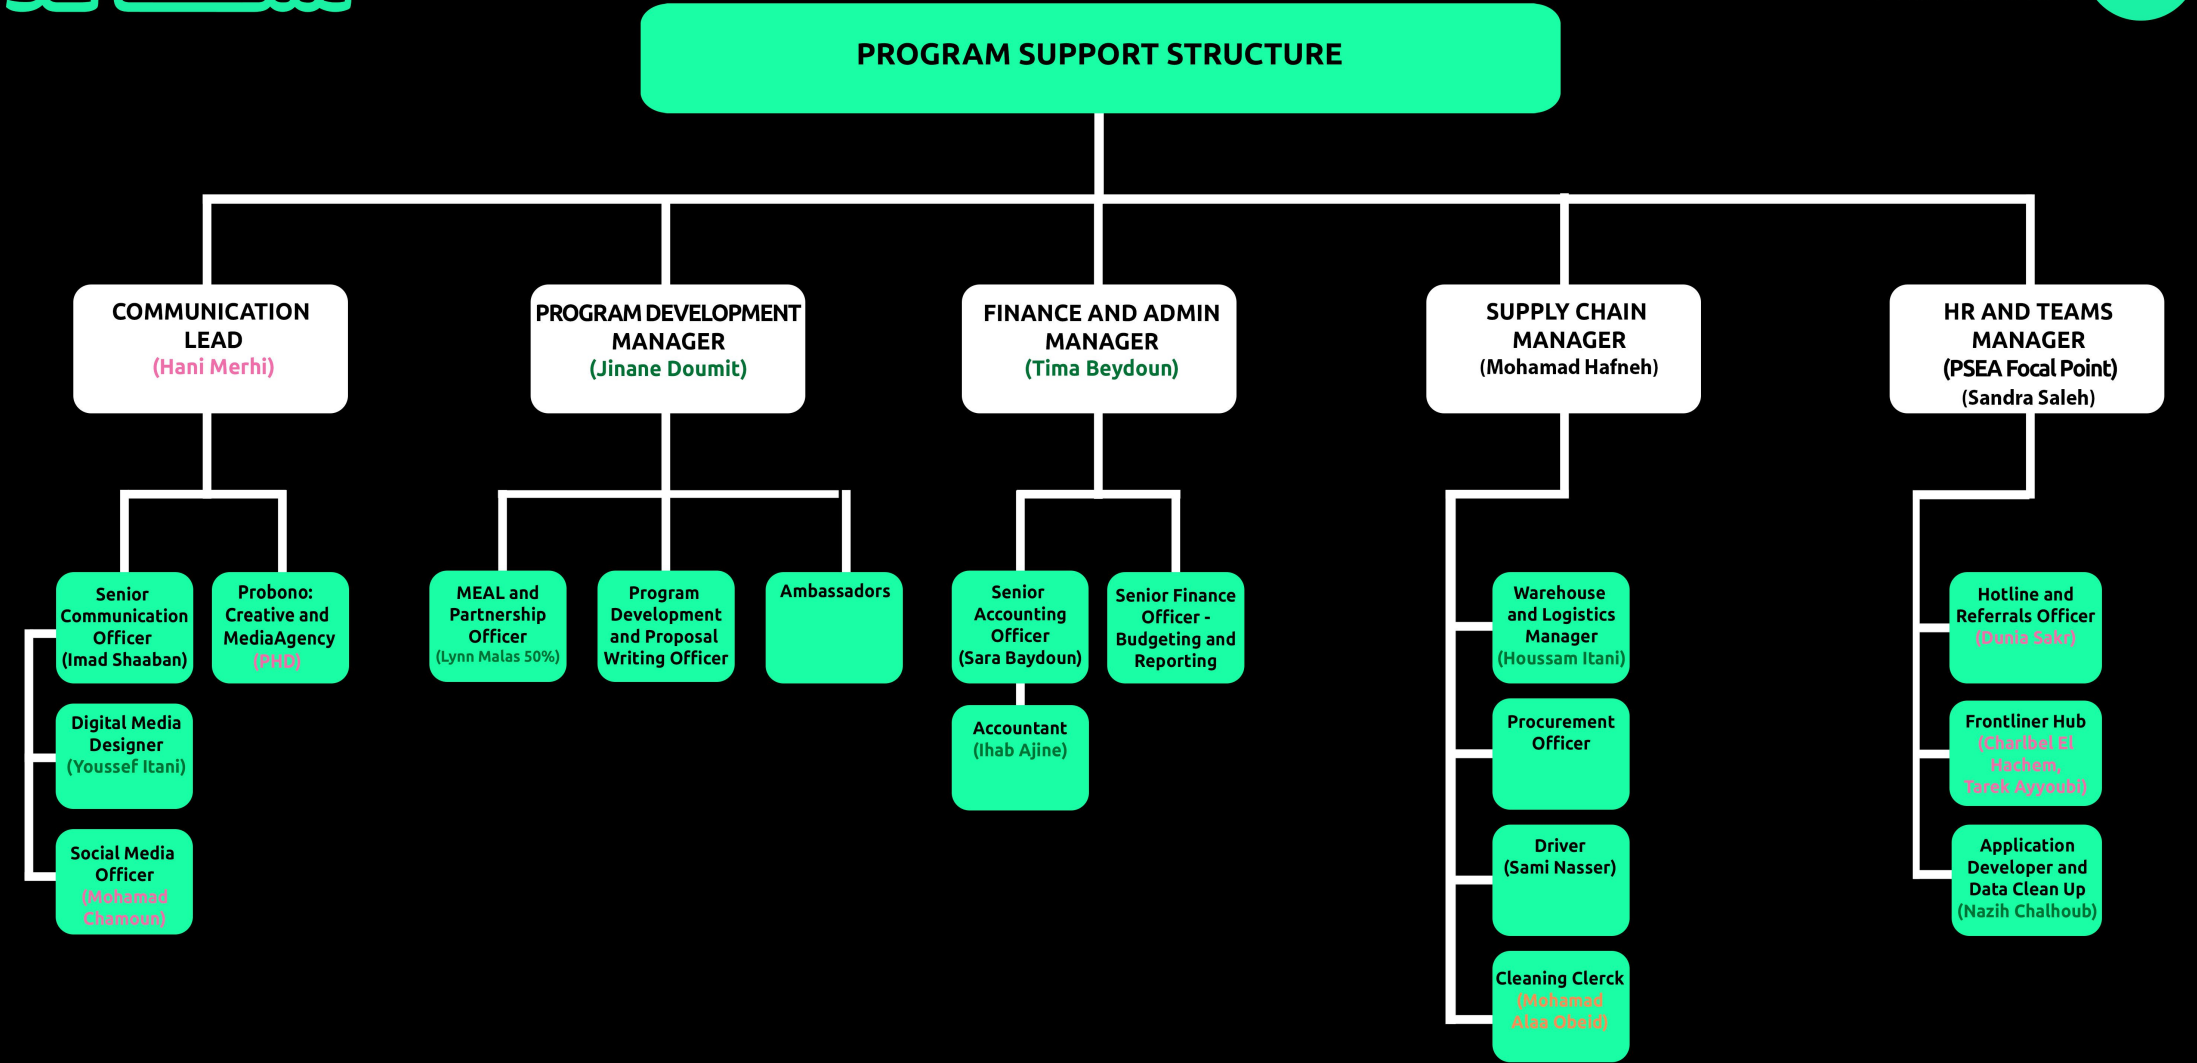 PROGRAM SUPPORT STRUCTURE
COMMUNICATION
LEAD
(Hani Merhi)
PROGRAM DEVELOPMENT
MANAGER
(Jinane Doumit)
FINANCE AND ADMIN
MANAGER
(Tima Beydoun)
SUPPLY CHAIN
MANAGER
(Mohamad Hafneh)
HR AND TEAMS
MANAGER
(PSEA Focal Point)
(Sandra Saleh)
Senior
Communication
Officer
(Imad Shaaban)
Probono:
Creative and
MediaAgency
(PHD)
Digital Media
Designer
(Youssef Itani)
Social Media
Officer
(Mohamad
Chamoun)
MEAL and
Partnership
Officer
(Lynn Malas 50%)
Program
Development
and Proposal
Writing Officer
Ambassadors
Senior
Accounting
Officer
(Sara Baydoun)
Senior Finance
Officer -
Budgeting and
Reporting
Accountant
(Ihab Ajine)
Warehouse
and Logistics
Manager
(Houssam Itani)
Procurement
Officer
Driver
(Sami Nasser)
Cleaning Clerck
(Mohamad
Alaa Obeid)
Hotline and
Referrals Officer
(Dunia Sakr)
Frontliner Hub
(Charlbel El
Hachem,
Tarek Ayyoubi)
Application
Developer and
Data Clean Up
(Nazih Chalhoub)